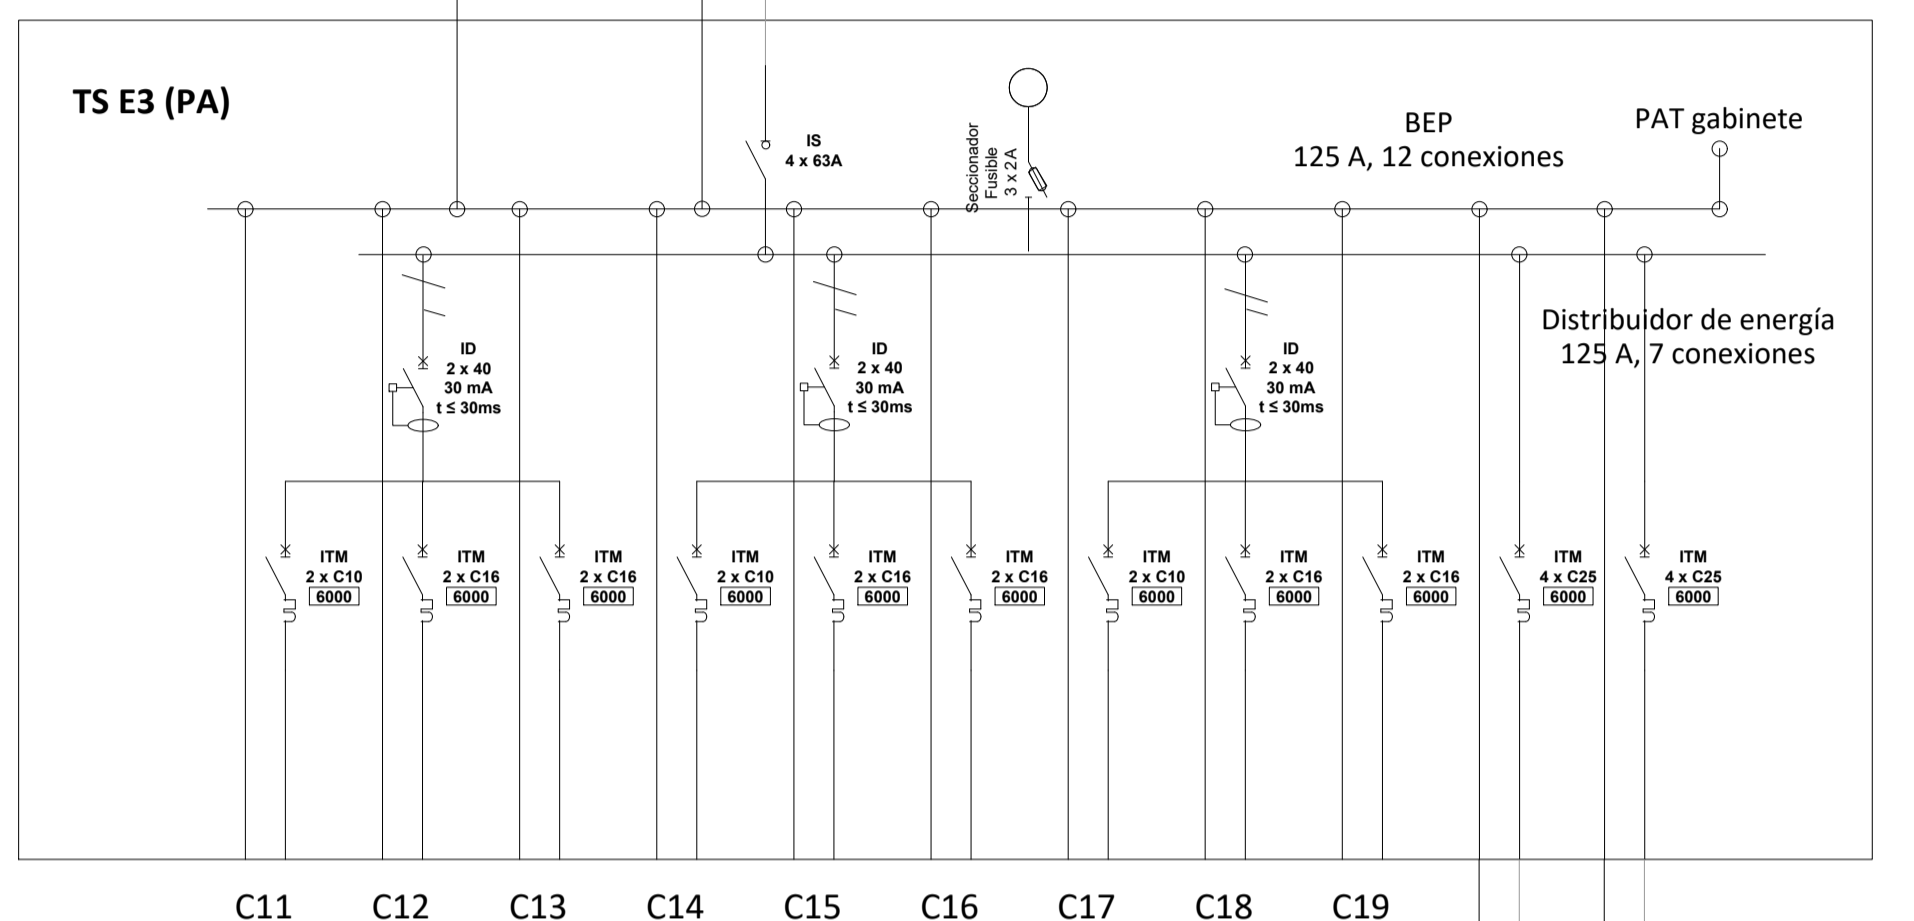 TS E3 (PA)
IS
4 x 63A
Seccionador
Fusible
3 x 2A
BEP
125 A, 12 conexiones
PAT gabinete
Distribuidor de energía
125 A, 7 conexiones
ID
2 x 40
30 mA
t ≤ 30ms
ID
2 x 40
30 mA
t ≤ 30ms
ID
2 x 40
30 mA
t ≤ 30ms
ITM
2 x C10
6000
ITM
2 x C16
6000
ITM
2 x C16
6000
ITM
2 x C10
6000
ITM
2 x C16
6000
ITM
2 x C16
6000
ITM
2 x C10
6000
ITM
2 x C16
6000
ITM
2 x C16
6000
ITM
4 x C25
6000
ITM
4 x C25
6000
C11 C12 C13 C14 C15 C16 C17 C18 C19